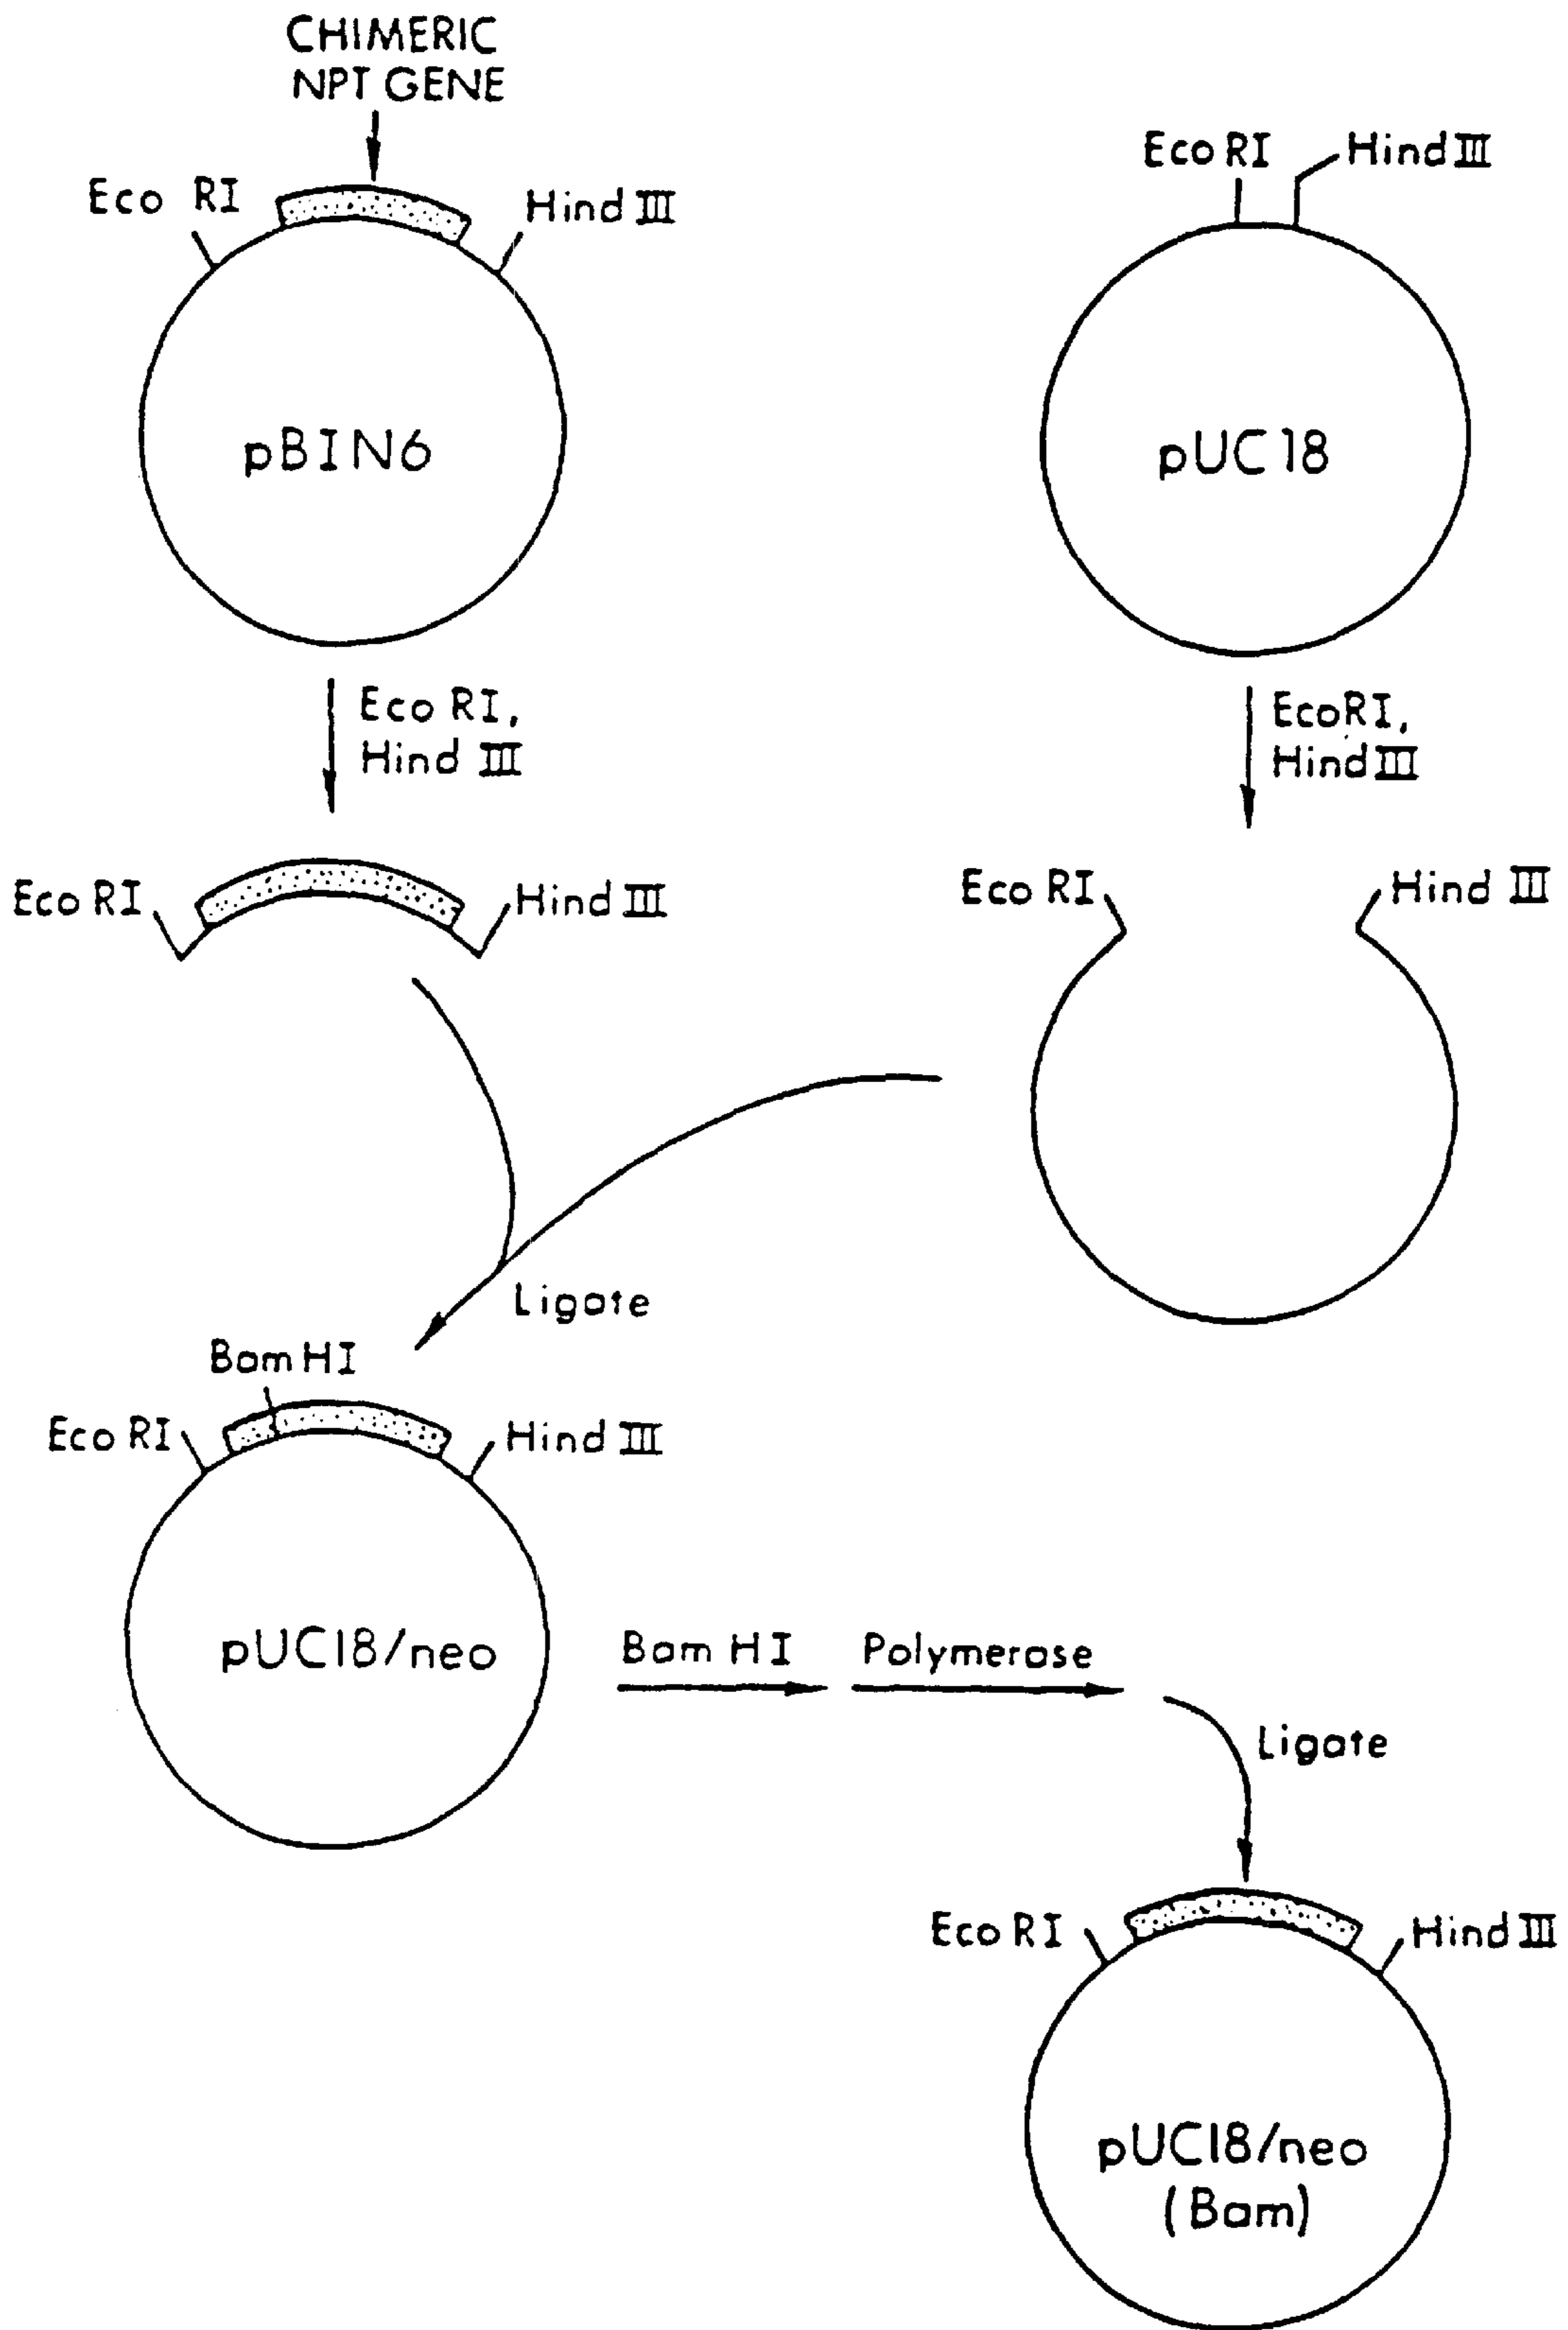 CHIMERIC
NPT GENE
Eco RI
Hind III
pBIN6
Eco RI
Hind III
pUC18
Eco RI,
Hind III
EcoRI,
Hind III
Eco RI
Hind III
Eco RI
Hind III
Ligate
Bam HI
Eco RI
Hind III
pUC18/neo
Bam HI
Polymerase
Ligate
Eco RI
Hind III
pUC18/neo
(Bam)